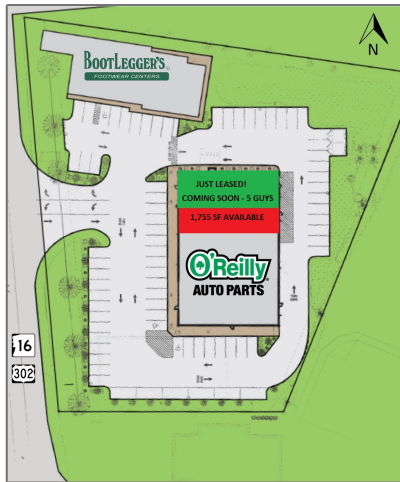 BOOTLEGGER'S
FOOTWEAR CENTERS
N
JUST LEASED!
COMING SOON - 5 GUYS
1,755 SF AVAILABLE
O'Reilly
AUTO PARTS
16
302